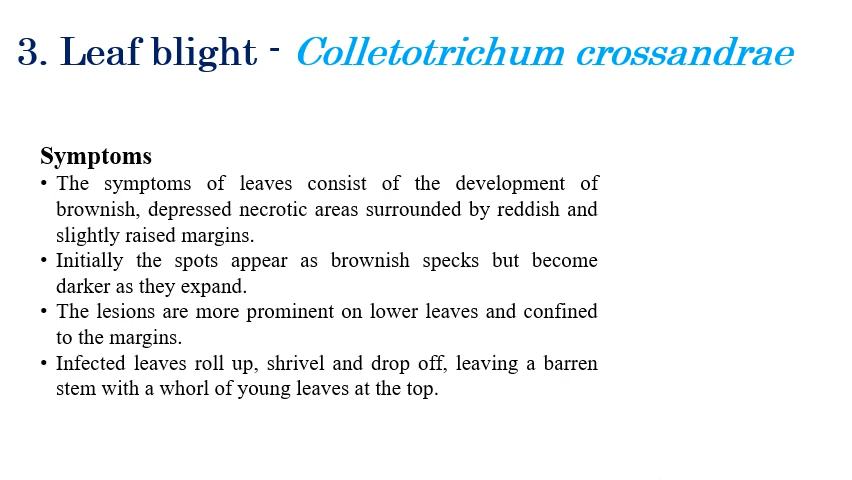 3. Leaf blight - Colletotrichum crossandrae
Symptoms
• The symptoms of leaves consist of the development of
brownish, depressed necrotic areas surrounded by reddish and
slightly raised margins.
• Initially the spots appear as brownish specks but become
darker as they expand.
• The lesions are more prominent on lower leaves and confined
to the margins.
• Infected leaves roll up, shrivel and drop off, leaving a barren
stem with a whorl of young leaves at the top.